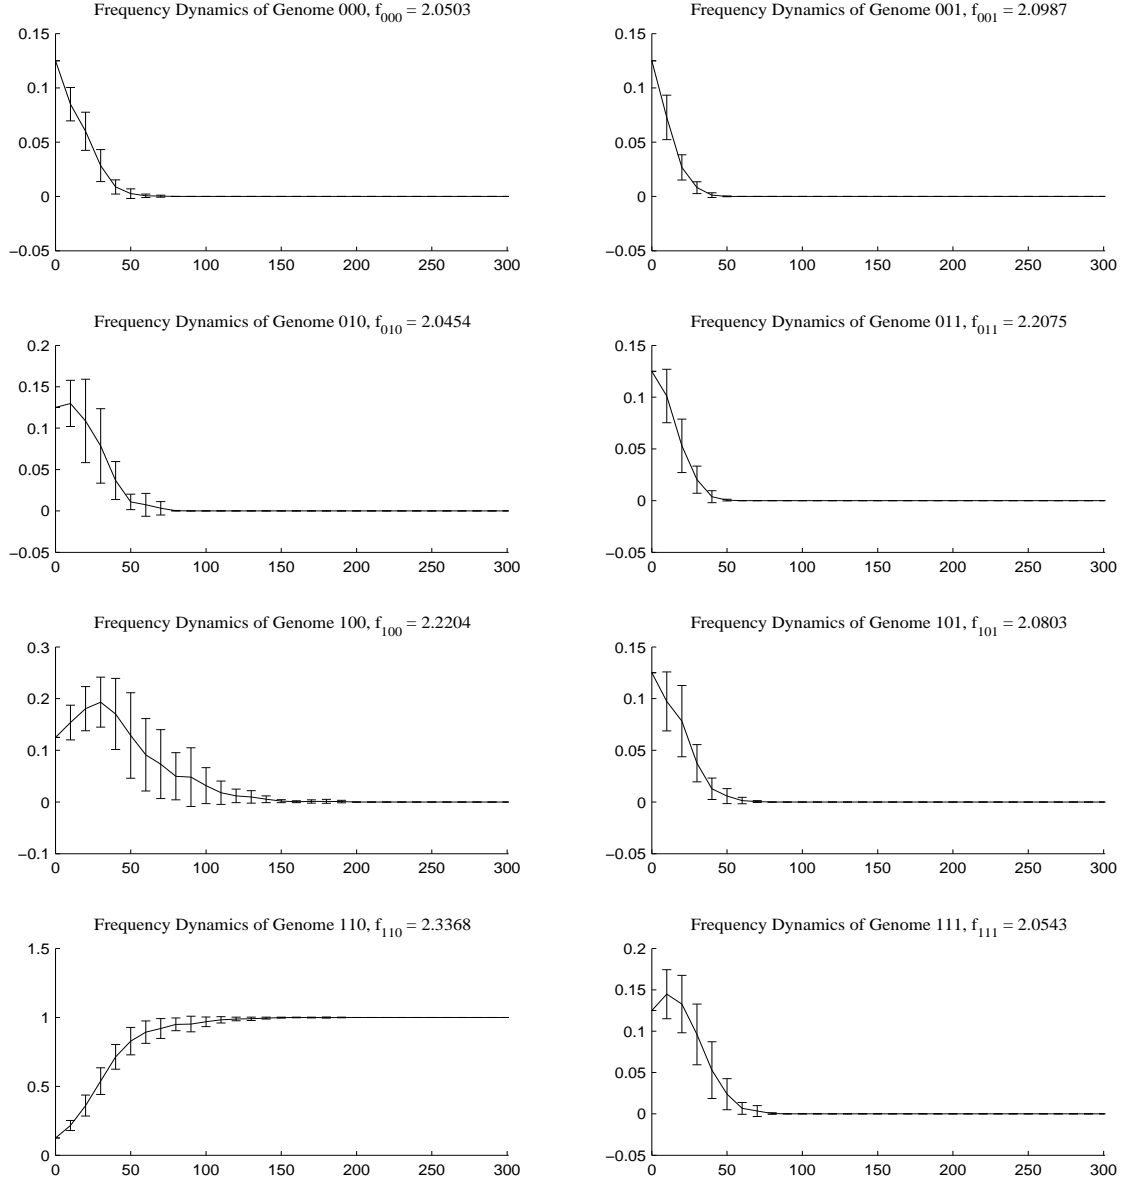 Frequency Dynamics of Genome 000, f000 = 2.0503
0.15
0.1
0.05
0
−0.05
0 50 100 150 200 250 300
Frequency Dynamics of Genome 001, f001 = 2.0987
0.15
0.1
0.05
0
−0.05
0 50 100 150 200 250 300
Frequency Dynamics of Genome 010, f010 = 2.0454
0.2
0.15
0.1
0.05
0
−0.05
0 50 100 150 200 250 300
Frequency Dynamics of Genome 011, f011 = 2.2075
0.15
0.1
0.05
0
−0.05
0 50 100 150 200 250 300
Frequency Dynamics of Genome 100, f100 = 2.2204
0.3
0.2
0.1
0
−0.1
0 50 100 150 200 250 300
Frequency Dynamics of Genome 101, f101 = 2.0803
0.15
0.1
0.05
0
−0.05
0 50 100 150 200 250 300
Frequency Dynamics of Genome 110, f110 = 2.3368
1.5
1
0.5
0
0 50 100 150 200 250 300
Frequency Dynamics of Genome 111, f111 = 2.0543
0.2
0.15
0.1
0.05
0
−0.05
0 50 100 150 200 250 300